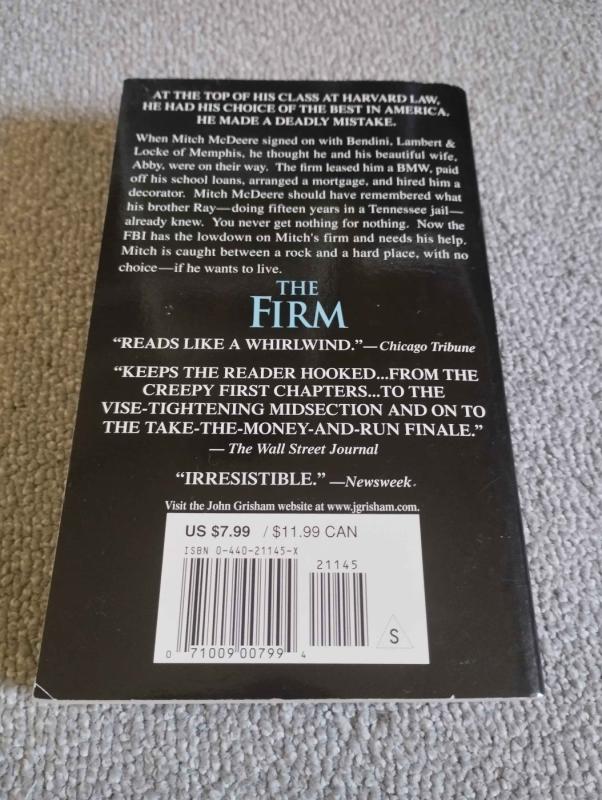 AT THE TOP OF HIS CLASS AT HARVARD LAW,
HE HAD HIS CHOICE OF THE BEST IN AMERICA.
HE MADE A DEADLY MISTAKE.
When Mitch McDeere signed on with Bendini, Lambert &
Locke of Memphis, he thought he and his beautiful wife,
Abby, were on their way. The firm leased him a BMW, paid
off his school loans, arranged a mortgage, and hired him a
decorator. Mitch McDeere should have remembered what
his brother Ray—doing fifteen years in a Tennessee jail—
already knew. You never get nothing for nothing. Now the
FBI has the lowdown on Mitch's firm and needs his help.
Mitch is caught between a rock and a hard place, with no
choice—if he wants to live.
THE
FIRM
“READS LIKE A WHIRLWIND.”—Chicago Tribune
“KEEPS THE READER HOOKED...FROM THE
CREEPY FIRST CHAPTERS...TO THE
VISE-TIGHTENING MIDSECTION AND ON TO
THE TAKE-THE-MONEY-AND-RUN FINALE.”
— The Wall Street Journal
“IRRESISTIBLE.” —Newsweek.
Visit the John Grisham website at www.jgrisham.com.
US $7.99 / $11.99 CAN
ISBN 0-440-21145-X
21145
S
0 71009 00799 4